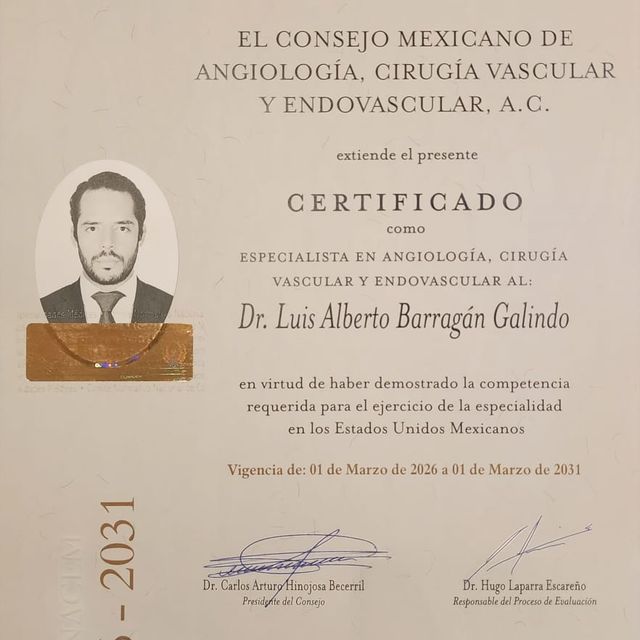 EL CONSEJO MEXICANO DE
ANGIOLOGÍA, CIRUGÍA VASCULAR
Y ENDOVASCULAR, A.C.
extiende el presente
CERTIFICADO
como
ESPECIALISTA EN ANGIOLOGÍA, CIRUGÍA
VASCULAR Y ENDOVASCULAR AL:
Dr. Luis Alberto Barragán Galindo
en virtud de haber demostrado la competencia
requerida para el ejercicio de la especialidad
en los Estados Unidos Mexicanos
Vigencia de: 01 de Marzo de 2026 a 01 de Marzo de 2031
- 2031
Dr. Carlos Arturo Hinojosa Becerril
Presidente del Consejo
Dr. Hugo Laparra Escareño
Responsable del Proceso de Evaluación